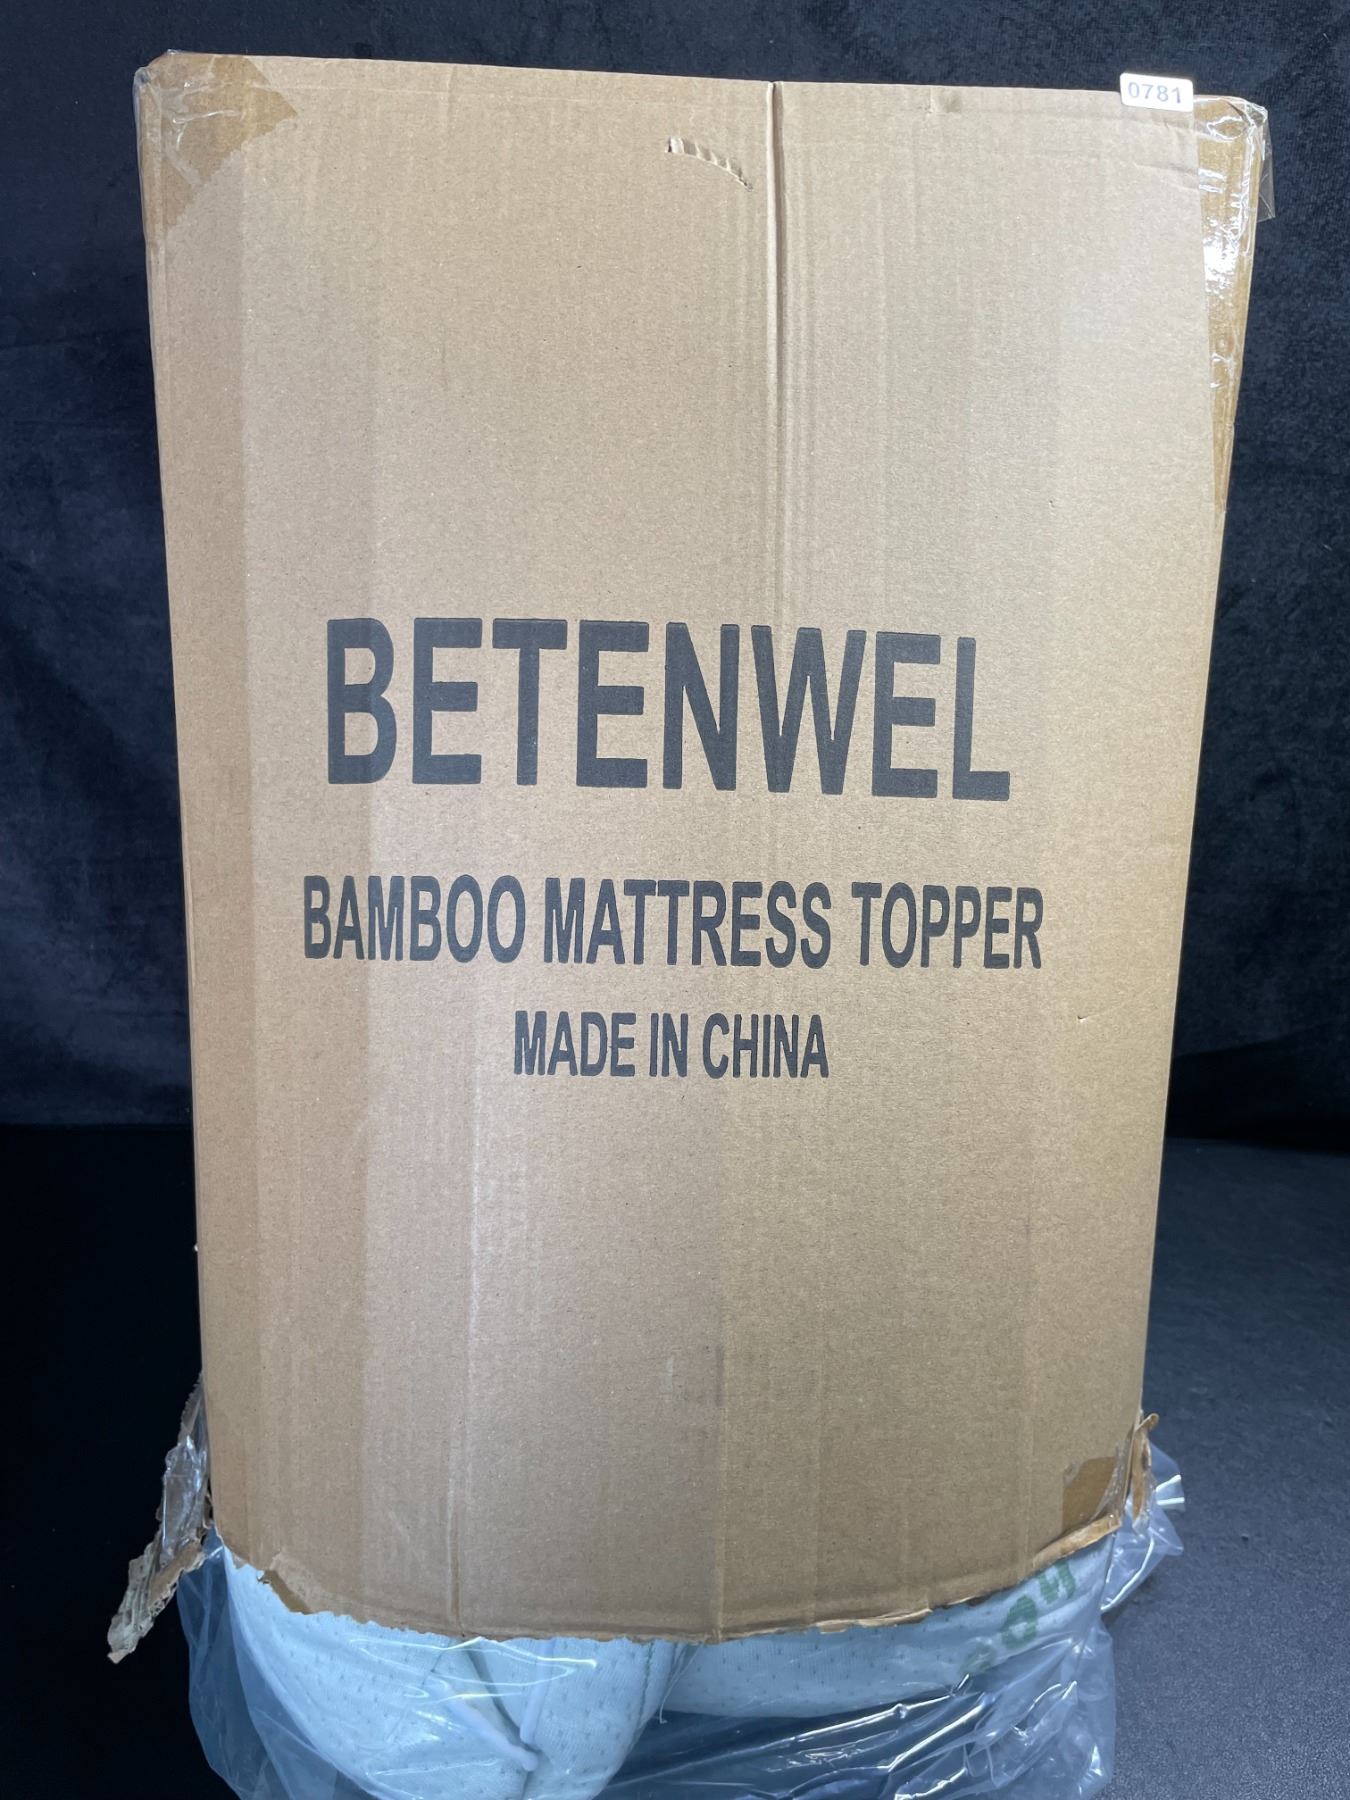 0781
BETENWEL
BAMBOO MATTRESS TOPPER
MADE IN CHINA